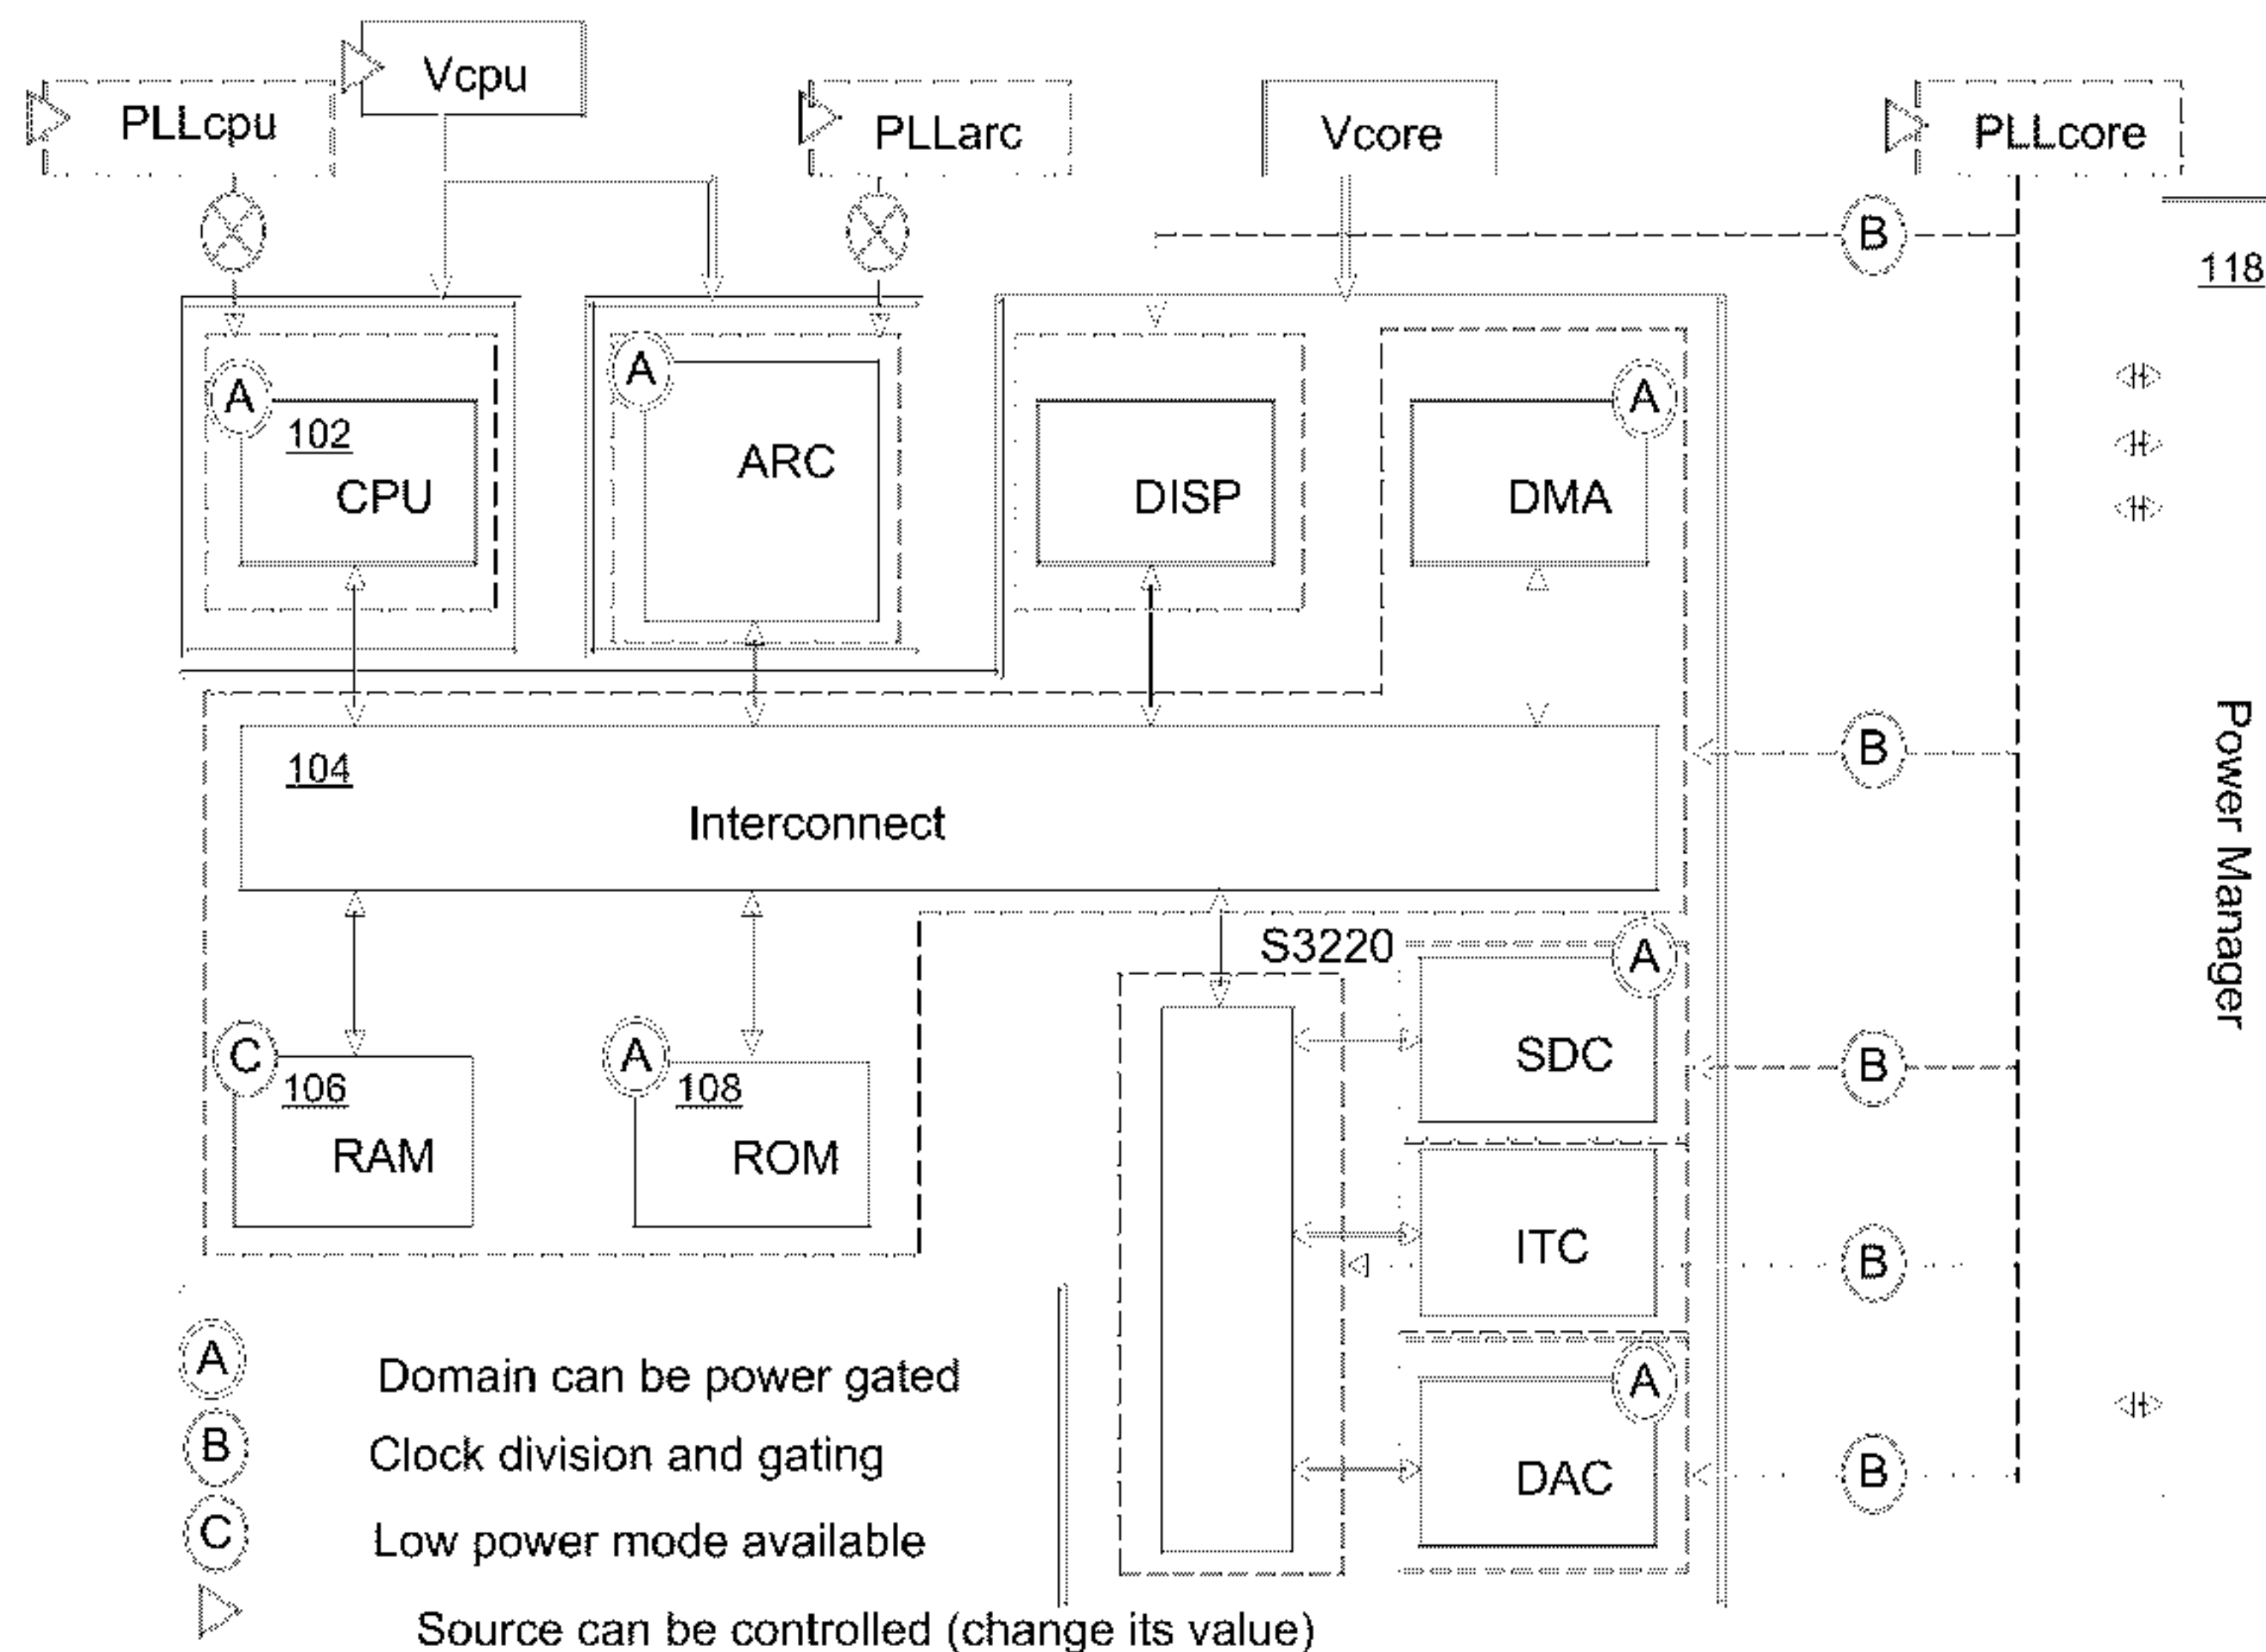 Vcpu
PLLcpu
PLLarc
Vcore
PLLcore
B
118
A
A
A
102
CPU
ARC
DISP
DMA
B
104
Interconnect
Power Manager
S3220
A
C
A
106
108
SDC
B
RAM
ROM
ITC
B
A
Domain can be power gated
A
B
Clock division and gating
DAC
B
C
Low power mode available
Source can be controlled (change its value)